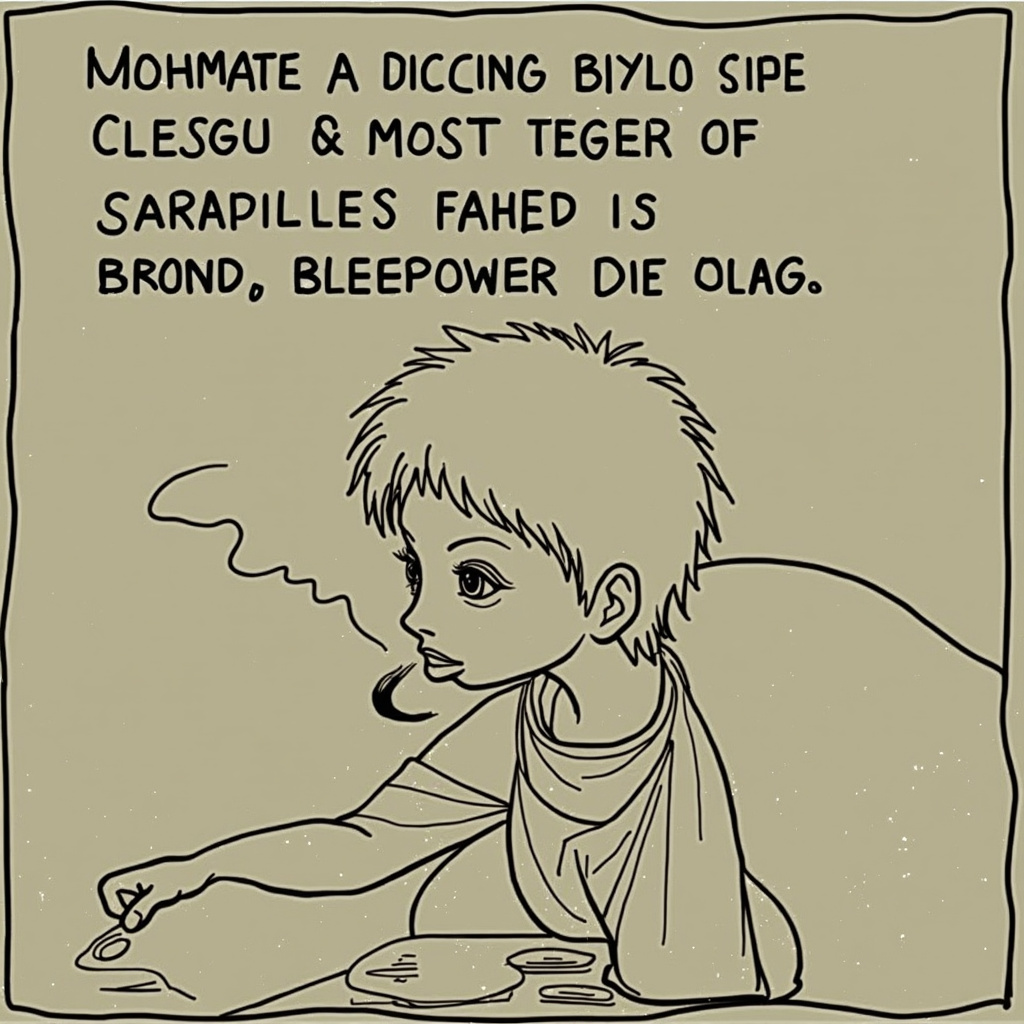 MOHMATE A DICCING BIYLO SIPE
CLESGU & MOST TEGER OF
SARAPILLES FAHED IS
BROND, BLEEPOWER DIE OLAG.